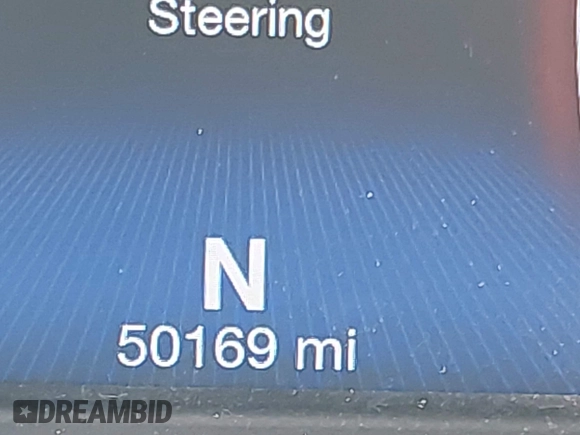 Steering
N
50169 mi
DREAMBID